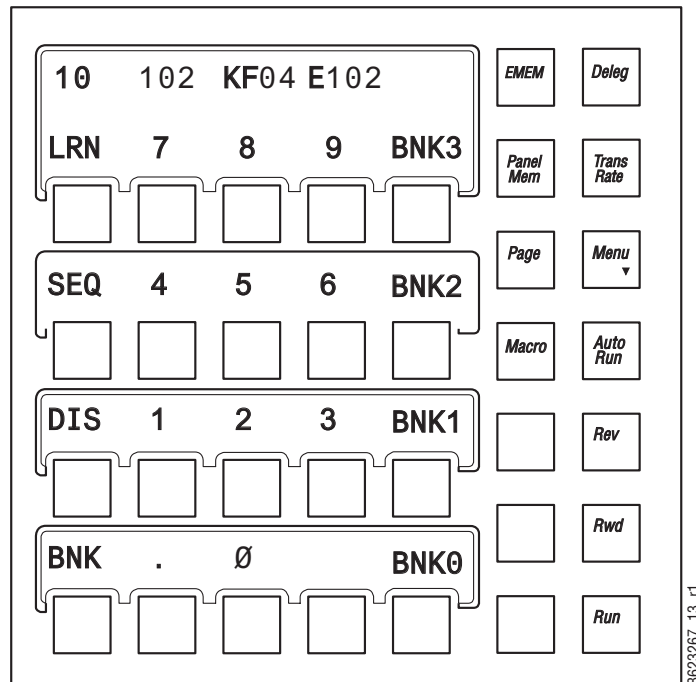 10 102 KF04 E102
LRN 7 8 9 BNK3
SEQ 4 5 6 BNK2
DIS 1 2 3 BNK1
BNK . Ø BNK0
EMEM Deleg
Panel Mem Trans Rate
Page Menu ▼
Macro Auto Run
Rev
Rwd
Run
8623267_13_r1